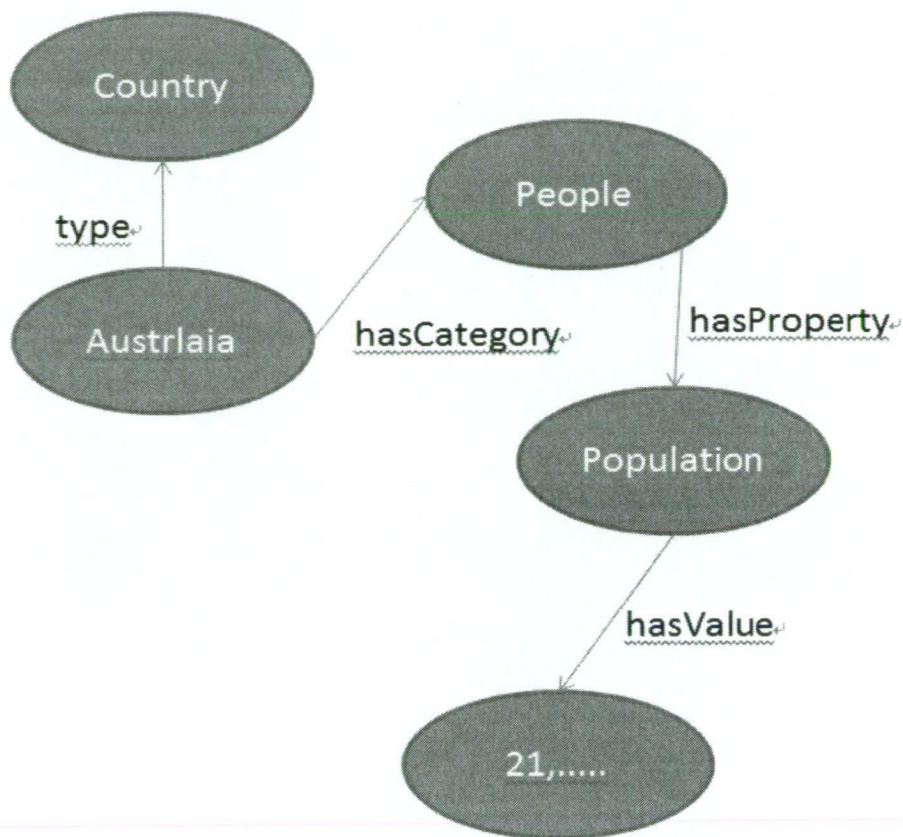 Country
People
type
Austrlaia
hasCategory
hasProperty
Population
hasValue
21,.....